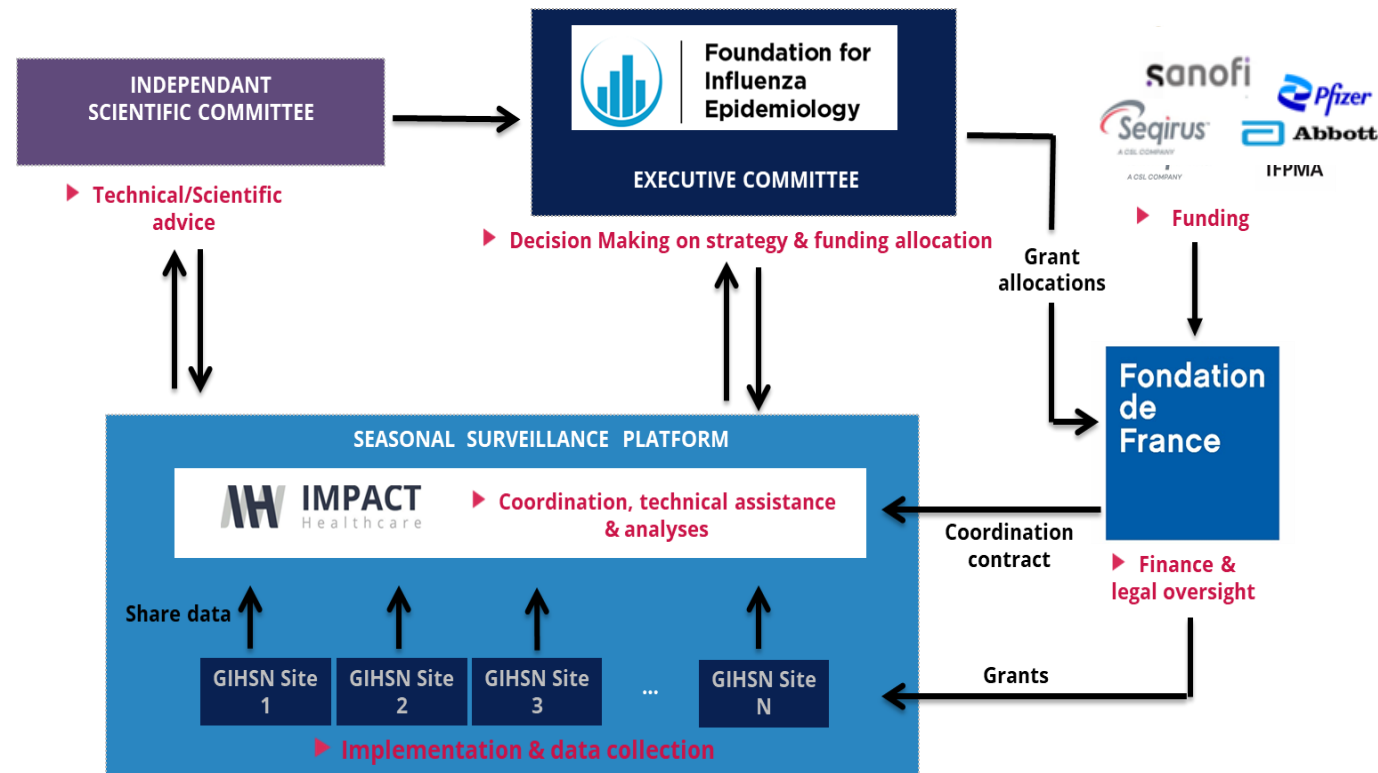 INDEPENDANT
SCIENTIFIC COMMITTEE
Technical/Scientific
advice
Foundation for
Influenza
Epidemiology
EXECUTIVE COMMITTEE
Decision Making on strategy & funding allocation
sanofi
Pfizer
Seqirus
A CSL COMPANY
Abbott
A CSL COMPANY
IFPMA
Funding
Grant
allocations
Fondation
de
France
Finance &
legal oversight
SEASONAL SURVEILLANCE PLATFORM
IMPACT
Healthcare
Coordination, technical assistance
& analyses
Coordination
contract
Share data
GIHSN Site
1
GIHSN Site
2
GIHSN Site
3
...
GIHSN Site
N
Grants
Implementation & data collection